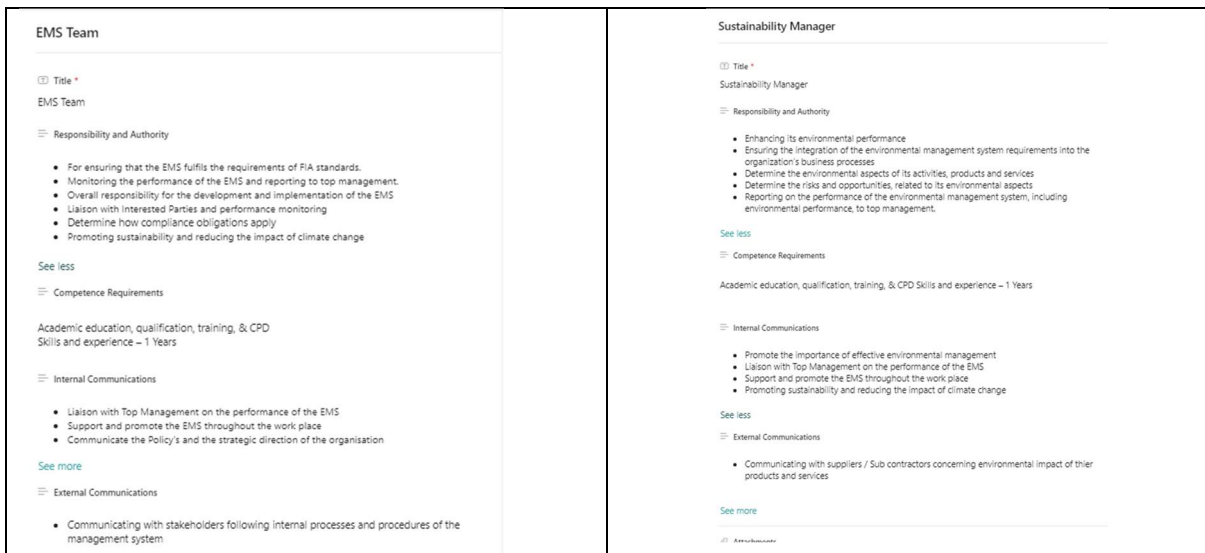 EMS Team
Title *
EMS Team
Responsibility and Authority
• For ensuring that the EMS fulfils the requirements of FIA standards.
• Monitoring the performance of the EMS and reporting to top management.
• Overall responsibility for the development and implementation of the EMS
• Liaison with Interested Parties and performance monitoring
• Determine how compliance obligations apply
• Promoting sustainability and reducing the impact of climate change
See less
Competence Requirements
Academic education, qualification, training, & CPD
Skills and experience – 1 Years
Internal Communications
• Liaison with Top Management on the performance of the EMS
• Support and promote the EMS throughout the work place
• Communicate the Policy's and the strategic direction of the organisation
See more
External Communications
• Communicating with stakeholders following internal processes and procedures of the
management system
Sustainability Manager
Title *
Sustainability Manager
Responsibility and Authority
• Enhancing its environmental performance
• Ensuring the integration of the environmental management system requirements into the
organization's business processes
• Determine the environmental aspects of its activities, products and services
• Determine the risks and opportunities, related to its environmental aspects
• Reporting on the performance of the environmental management system, including
environmental performance, to top management.
See less
Competence Requirements
Academic education, qualification, training, & CPD Skills and experience – 1 Years
Internal Communications
• Promote the importance of effective environmental management
• Liaison with Top Management on the performance of the EMS
• Support and promote the EMS throughout the work place
• Promoting sustainability and reducing the impact of climate change
See less
External Communications
• Communicating with suppliers / Sub contractors concerning environmental impact of thier
products and services
See more
Attachments